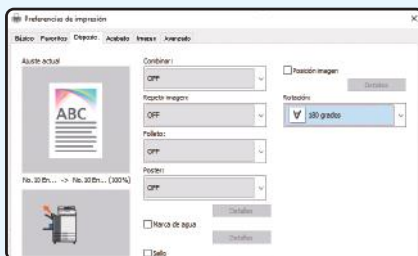 Preferencias de impresión
Básico Favoritos Disposic. Acabado Imagen Avanzado
Ajuste actual
ABC
No. 10 En... -> No. 10 En... (100%)
Combinar:
OFF
Repetir imagen:
OFF
Folleto:
OFF
Poster:
OFF
Detalles
Marca de agua
Detalles
Sello
Posición imagen
Detalles
Rotación:
180 grados